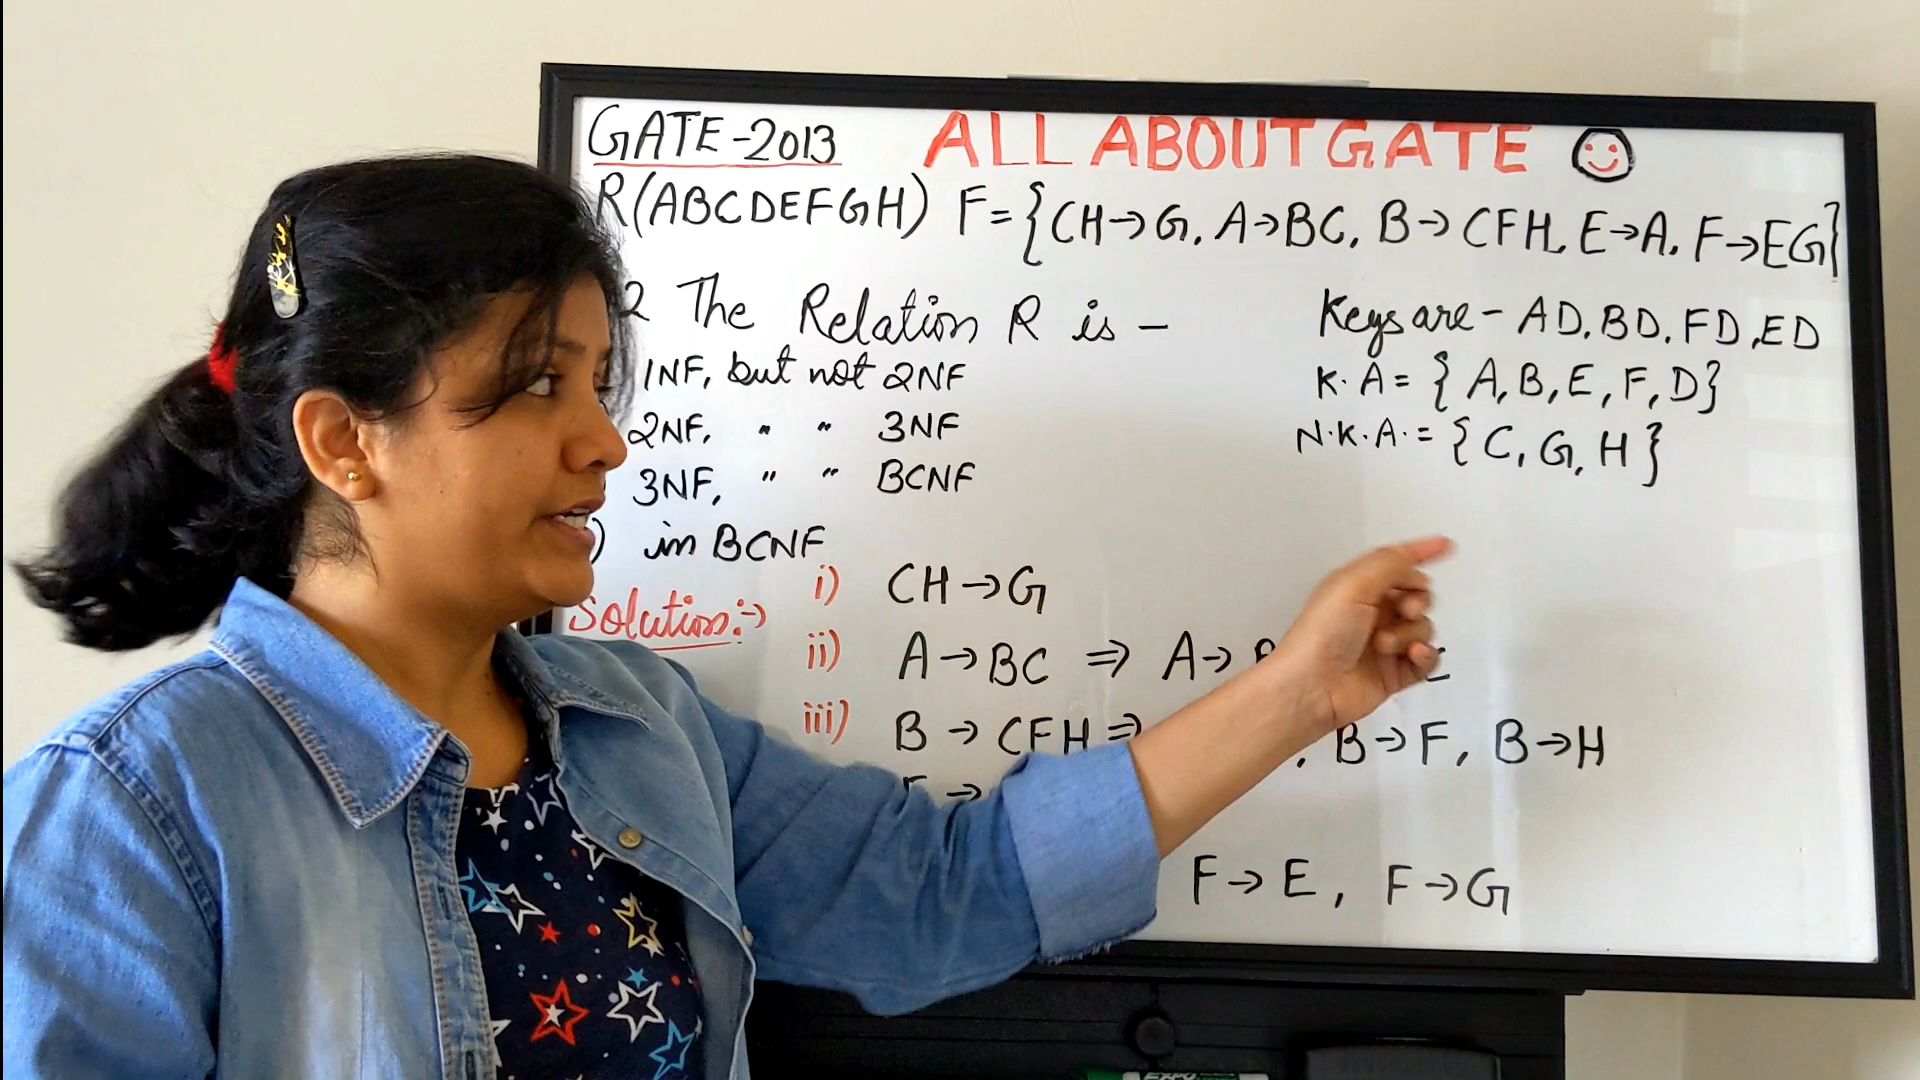 GATE-2013 ALL ABOUT GATE
R(ABCDEFGH) F={CH→G, A→BC, B→CFH, E→A, F→EG}
2 The Relation R is -
Keys are - AD, BD, FD, ED
1NF, but not 2NF
K.A = {A, B, E, F, D}
2NF, " " 3NF
N.K.A. = {C, G, H}
3NF, " " BCNF
) in BCNF
Solution:->
i) CH→G
ii) A→BC ⇒ A→
iii) B→CFH⇒ , B→F, B→H
F→E, F→G
EXPO